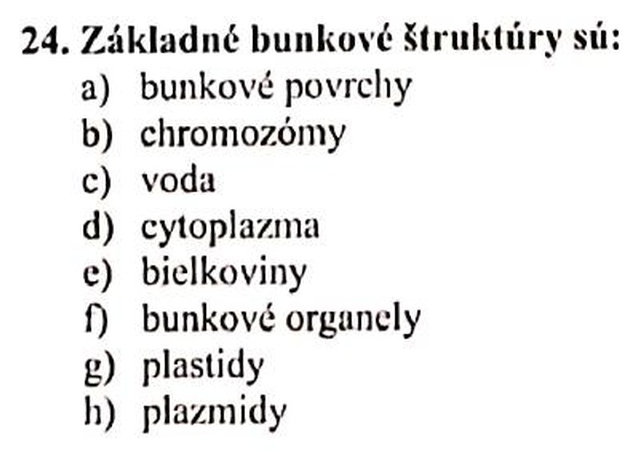 24. Základné bunkové štruktúry sú:
a) bunkové povrchy
b) chromozómy
c) voda
d) cytoplazma
e) bielkoviny
f) bunkové organely
g) plastidy
h) plazmidy